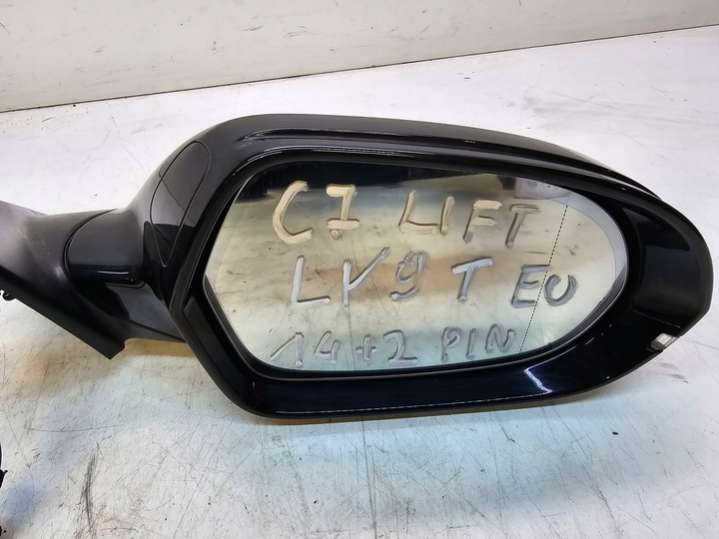 C7 LIFT
LY9T EU
14+2 PIN